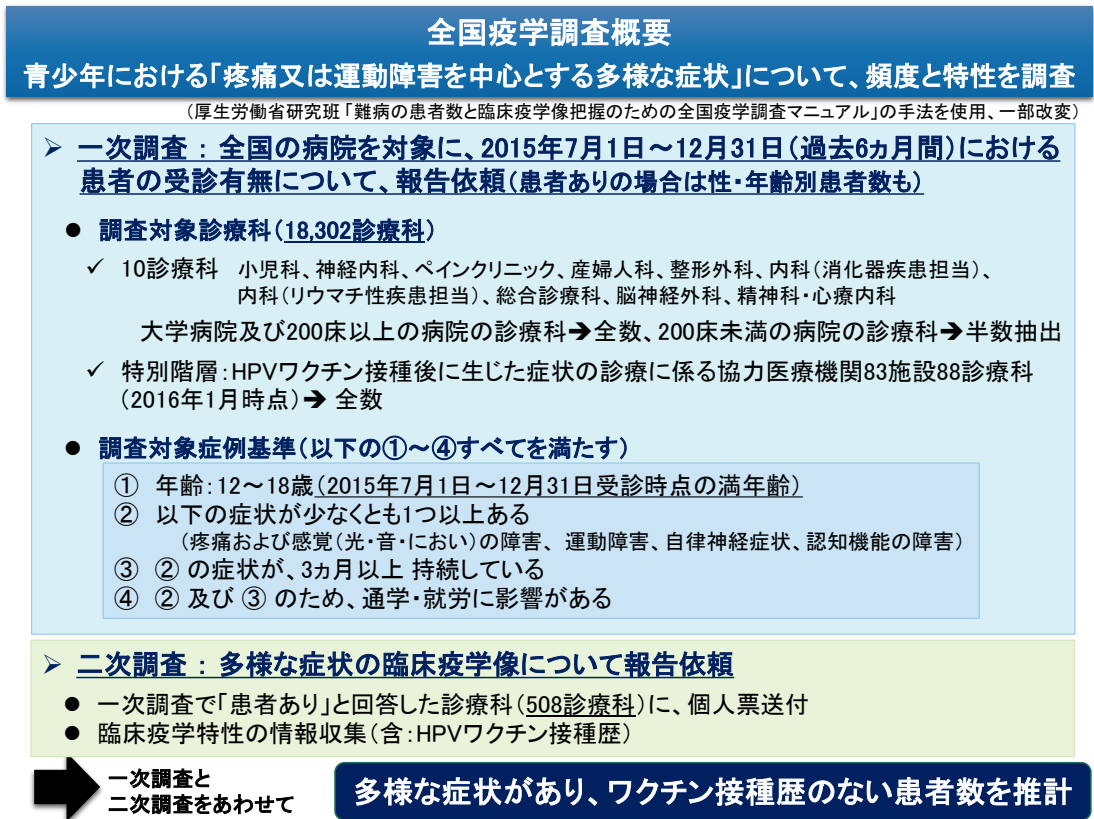 全国疫学調査概要
青少年における「疼痛又は運動障害を中心とする多様な症状」について、頻度と特性を調査
（厚生労働省研究班「難病の患者数と臨床疫学像把握のための全国疫学調査マニュアル」の手法を使用、一部改変）
➢ 一次調査 ： 全国の病院を対象に、2015年7月1日～12月31日（過去6ヵ月間）における
患者の受診有無について、報告依頼（患者ありの場合は性・年齢別患者数も）
● 調査対象診療科（18,302診療科）
✓ 10診療科 小児科、神経内科、ペインクリニック、産婦人科、整形外科、内科（消化器疾患担当）、
内科（リウマチ性疾患担当）、総合診療科、脳神経外科、精神科・心療内科
大学病院及び200床以上の病院の診療科➔全数、200床未満の病院の診療科➔半数抽出
✓ 特別階層：HPVワクチン接種後に生じた症状の診療に係る協力医療機関83施設88診療科
（2016年1月時点）➔ 全数
● 調査対象症例基準（以下の①～④すべてを満たす）
① 年齢：12～18歳（2015年7月1日～12月31日受診時点の満年齢）
② 以下の症状が少なくとも1つ以上ある
（疼痛および感覚（光・音・におい）の障害、 運動障害、自律神経症状、認知機能の障害）
③ ② の症状が、3ヵ月以上 持続している
④ ② 及び ③ のため、通学・就労に影響がある
➢ 二次調査 ： 多様な症状の臨床疫学像について報告依頼
● 一次調査で「患者あり」と回答した診療科（508診療科）に、個人票送付
● 臨床疫学特性の情報収集（含：HPVワクチン接種歴）
一次調査と
二次調査をあわせて
多様な症状があり、ワクチン接種歴のない患者数を推計